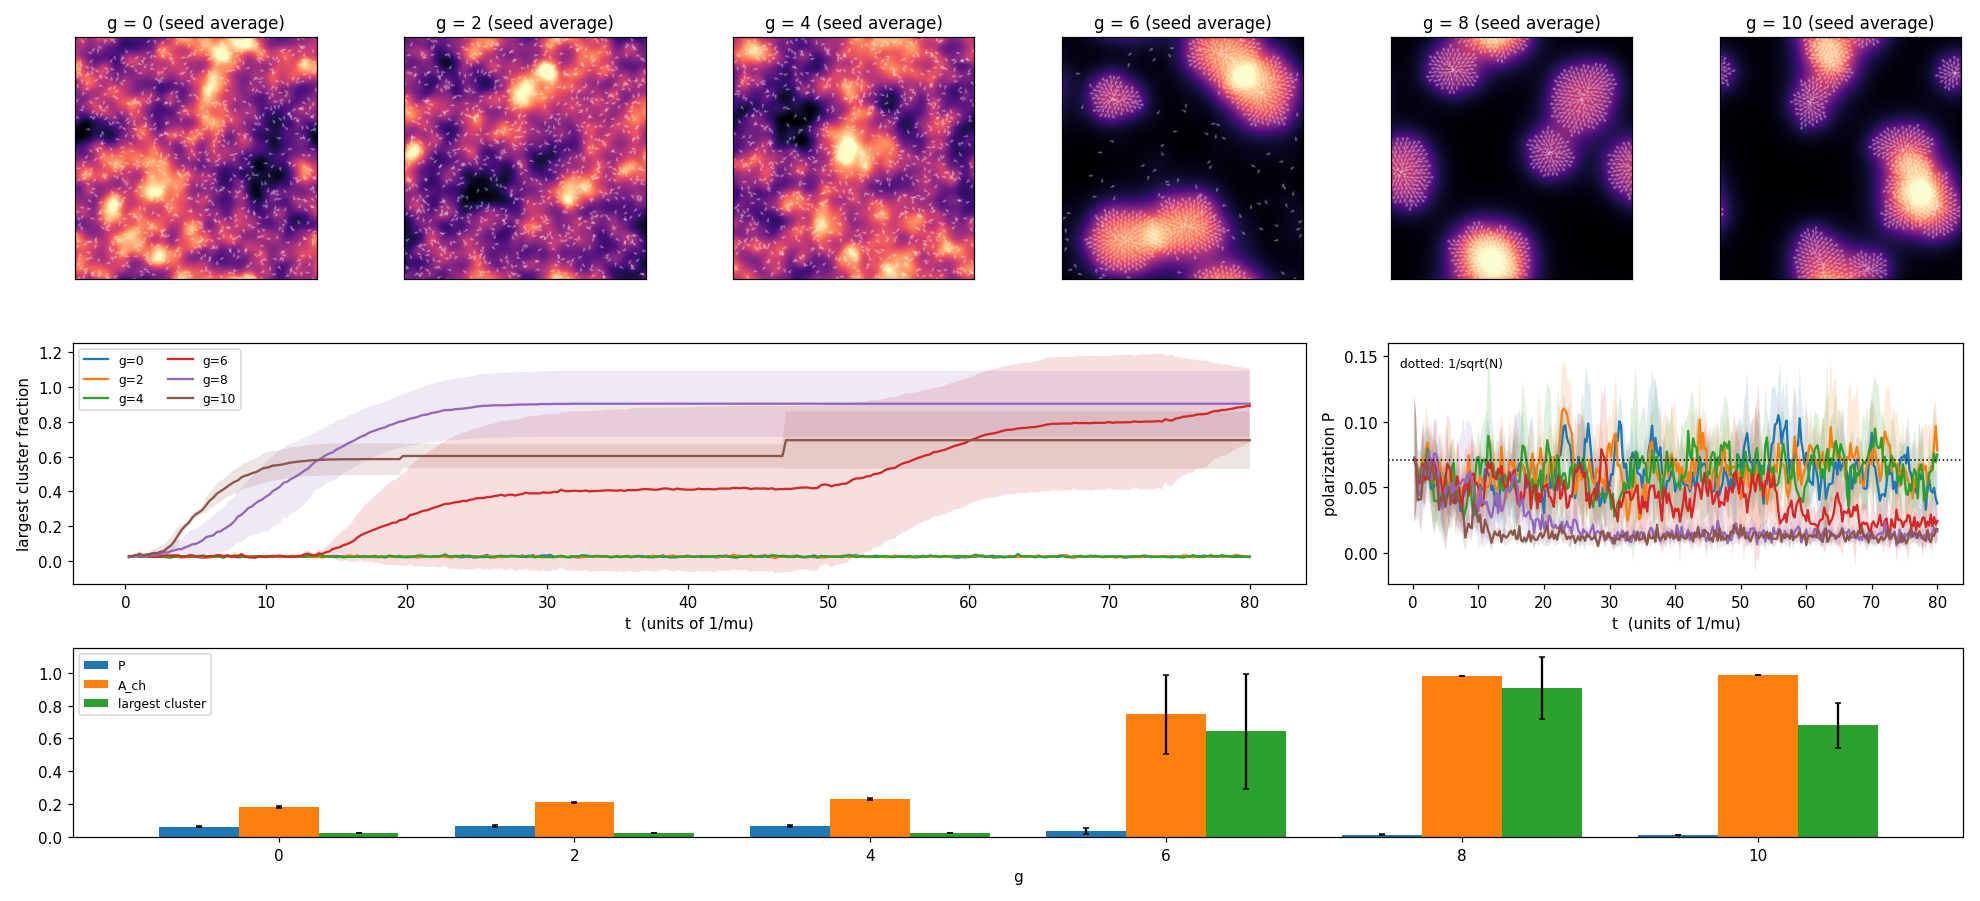 g = 0 (seed average)
g = 2 (seed average)
g = 4 (seed average)
g = 6 (seed average)
g = 8 (seed average)
g = 10 (seed average)
largest cluster fraction
1.2
1.0
0.8
0.6
0.4
0.2
0.0
g=0
g=2
g=4
g=6
g=8
g=10
0 10 20 30 40 50 60 70 80
t (units of 1/mu)
polarization P
0.15
0.10
0.05
0.00
dotted: 1/sqrt(N)
0 10 20 30 40 50 60 70 80
t (units of 1/mu)
1.0
0.8
0.6
0.4
0.2
0.0
P
A_ch
largest cluster
0 2 4 6 8 10
g